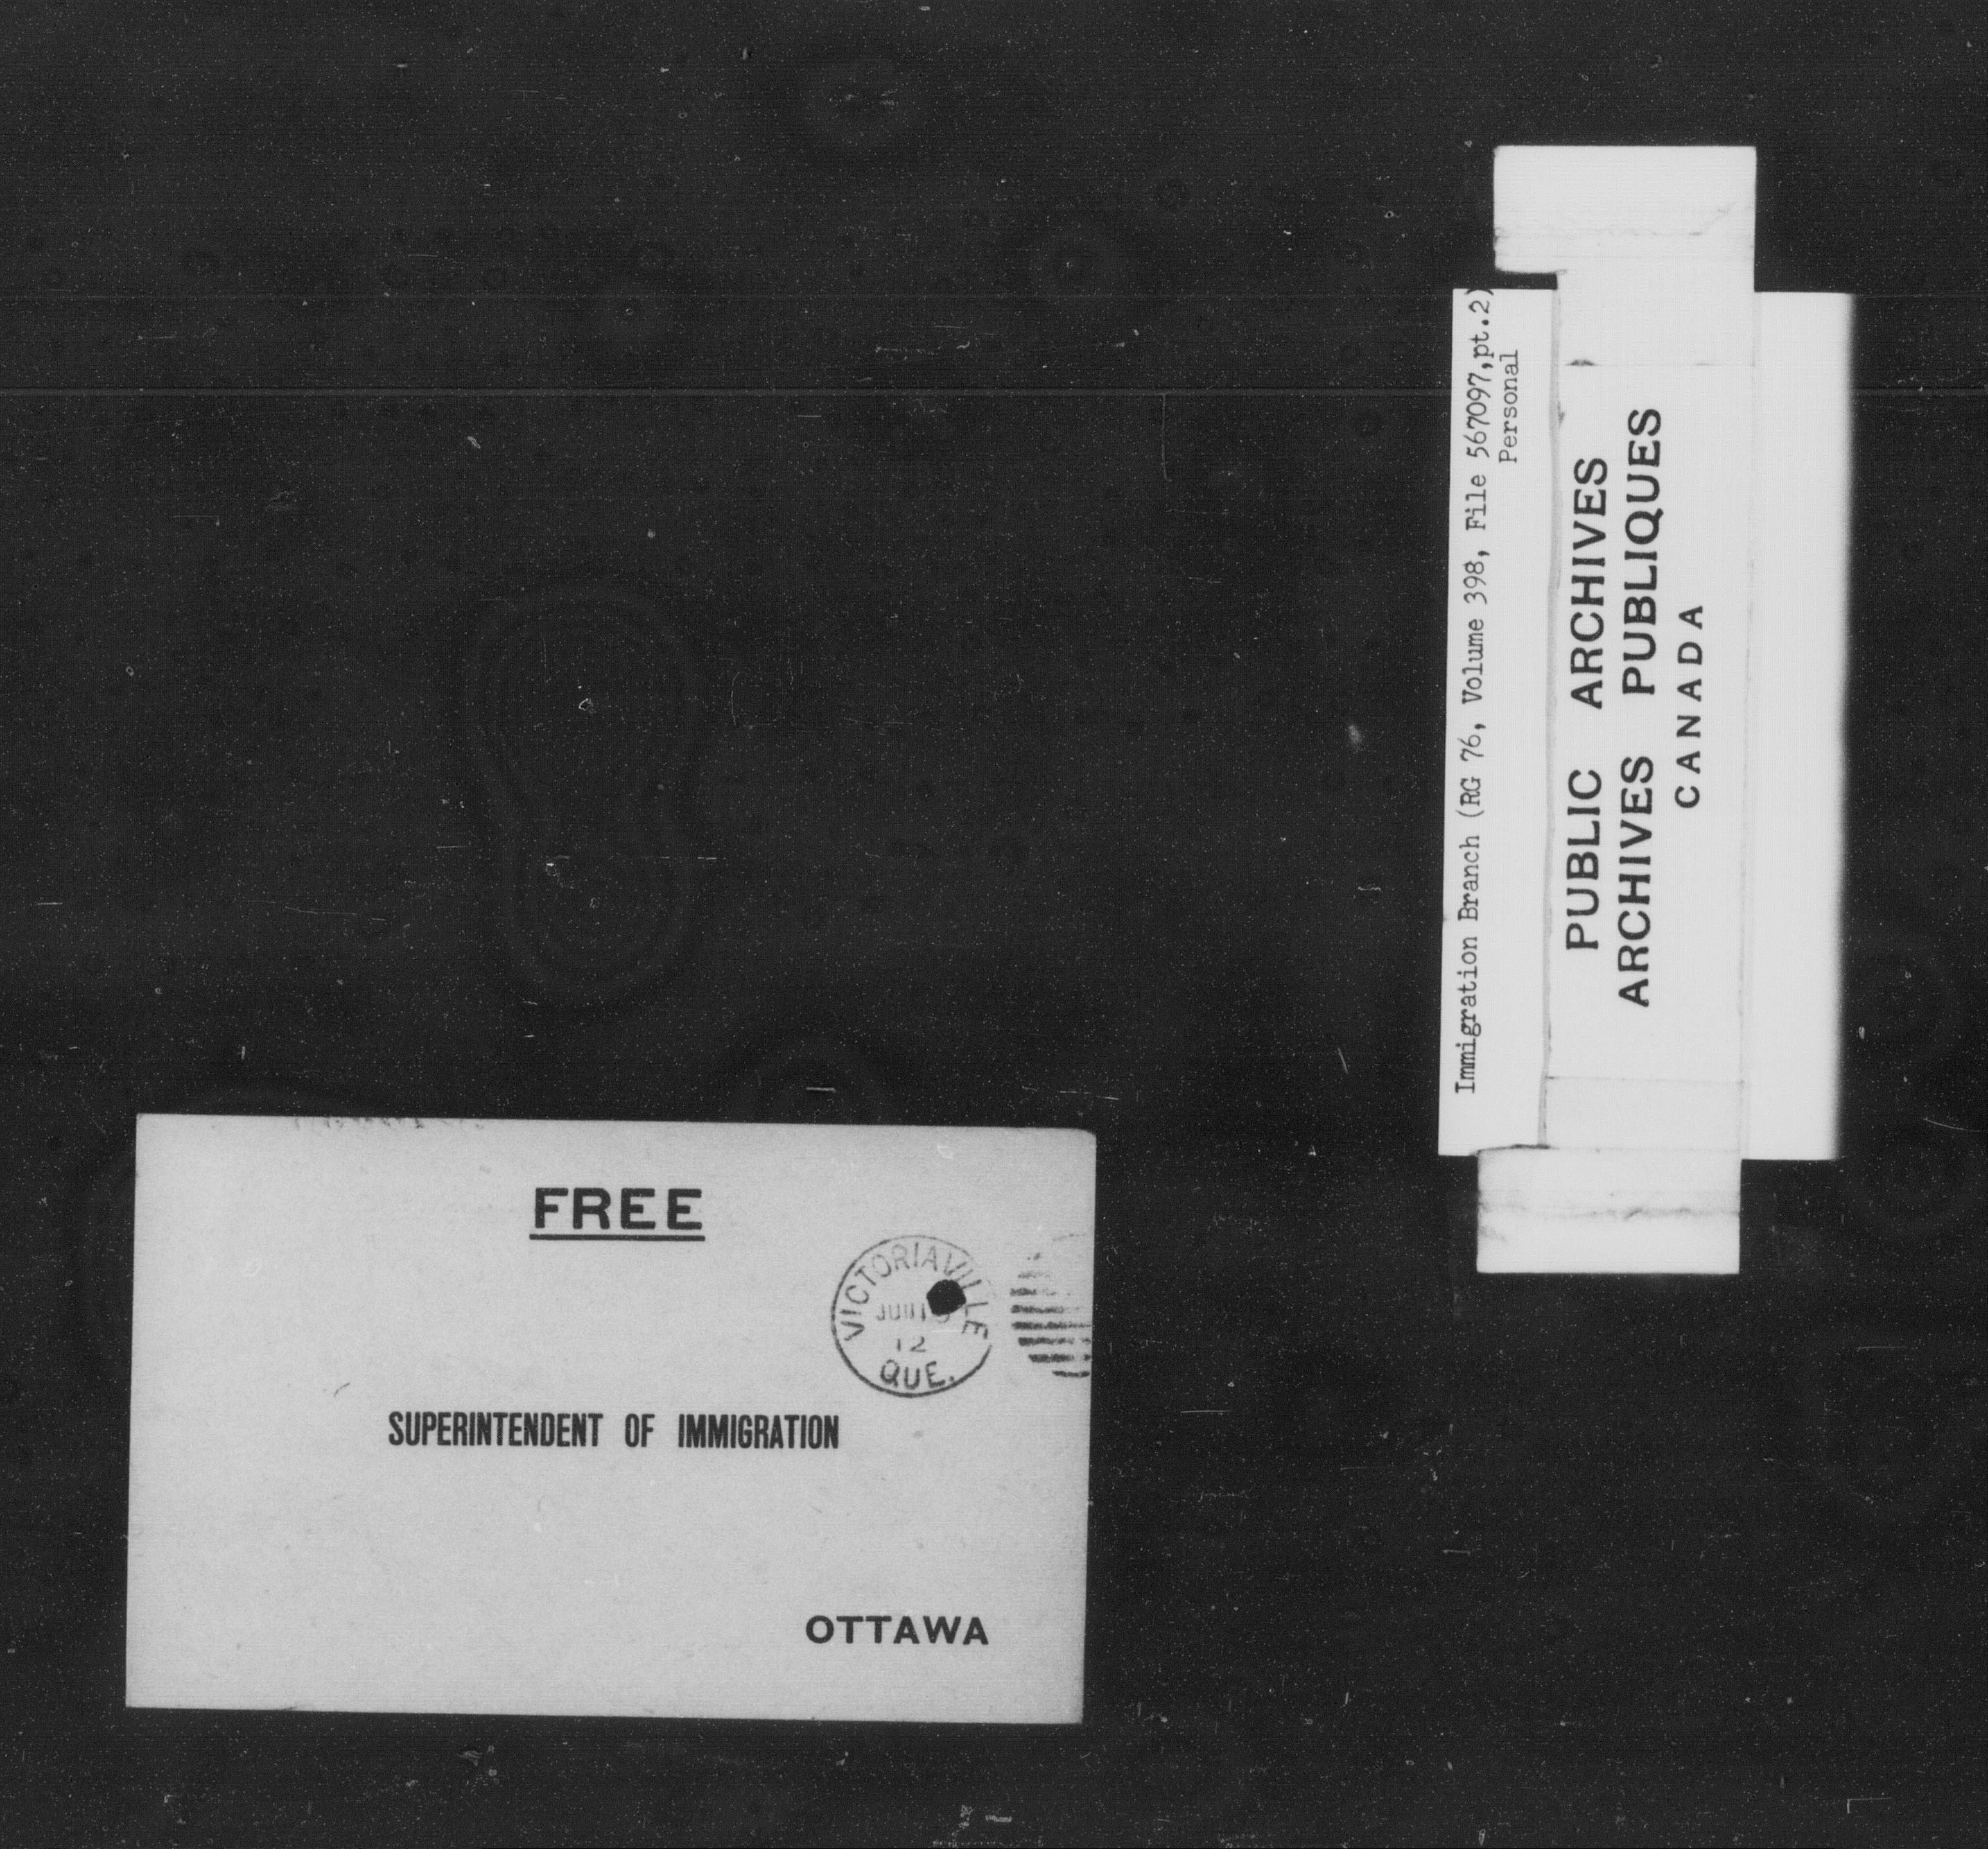 Immigration Branch (RG 76, Volume 398, File 567097,pt.2)
Personal
PUBLIC ARCHIVES
ARCHIVES PUBLIQUES
CANADA
FREE
VICTORIAVILLE
12
QUE.
SUPERINTENDENT OF IMMIGRATION
OTTAWA